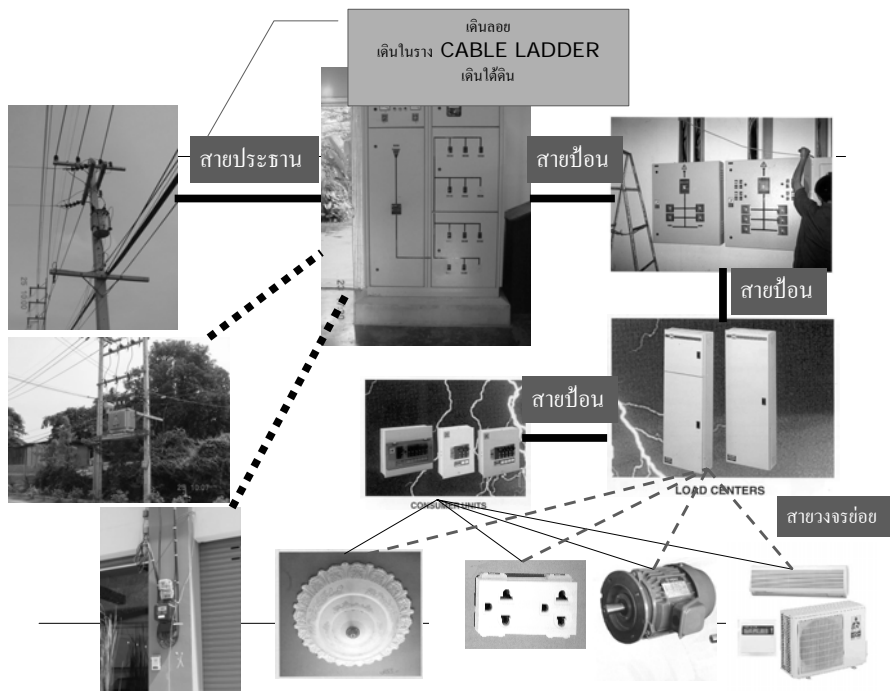 เดินลอย
เดินในราง CABLE LADDER
เดินใต้ดิน
สายประธาน
สายป้อน
สายป้อน
สายป้อน
LOAD CENTERS
CONSUMER UNITS
สายวงจรย่อย